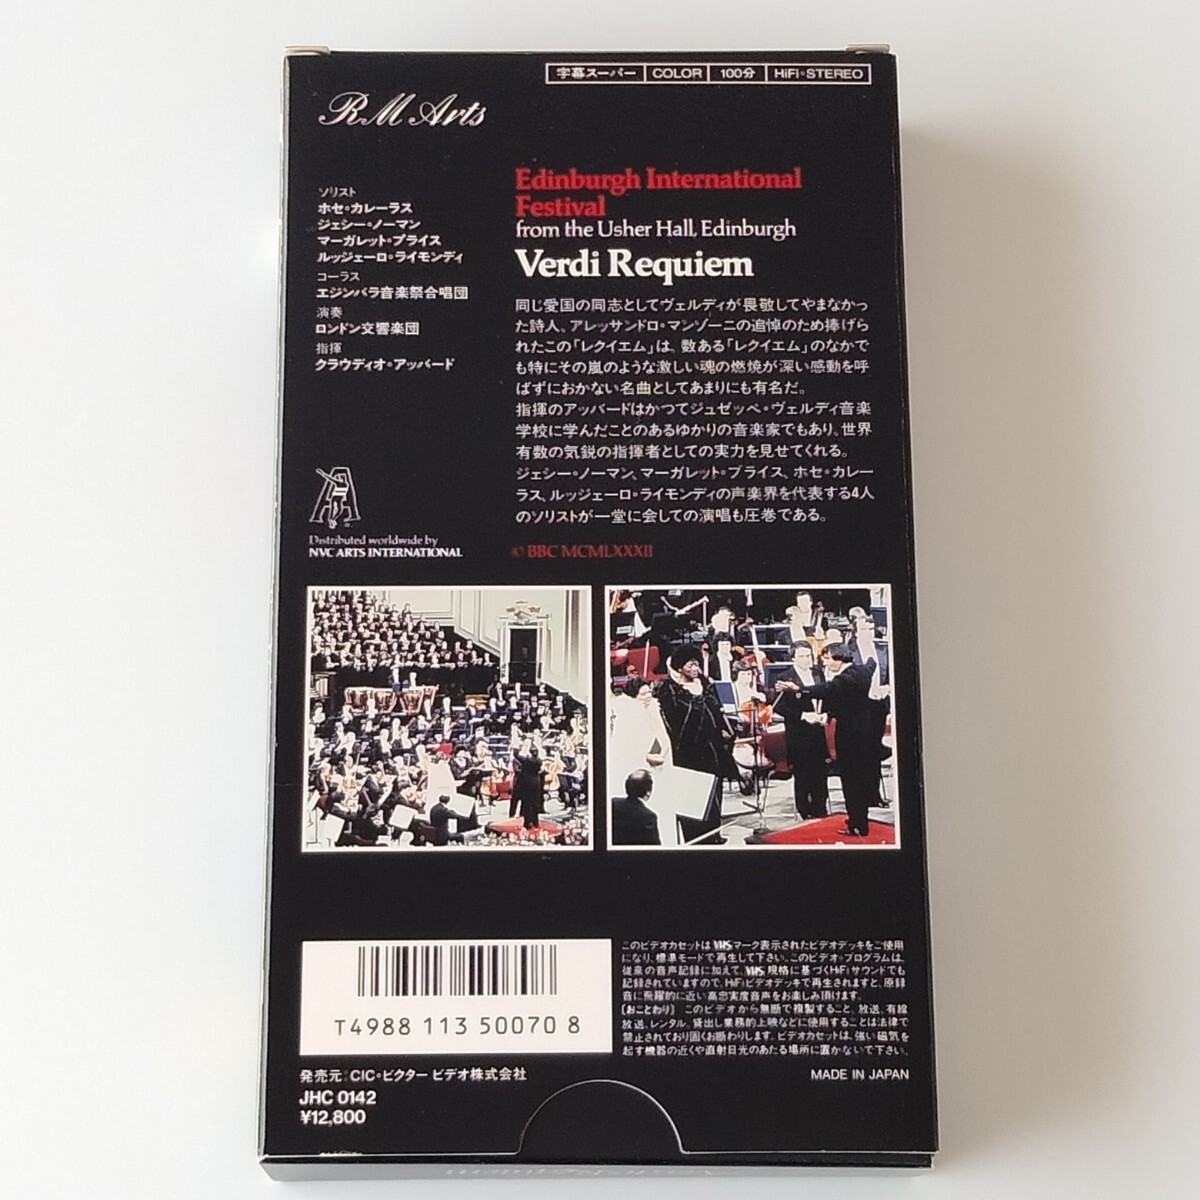 字幕スーパー COLOR 100分 HiFi・STEREO
RM Arts
Edinburgh International
Festival
from the Usher Hall, Edinburgh
Verdi Requiem
ソリスト
ホセ・カレーラス
ジェシー・ノーマン
マーガレット・プライス
ルッジェーロ・ライモンディ
コーラス
エジンバラ音楽祭合唱団
演奏
ロンドン交響楽団
指揮
クラウディオ・アッバード
同じ愛国の同志としてヴェルディが畏敬してやまなかっ
た詩人、アレッサンドロ・マンゾーニの追悼のため捧げら
れたこの「レクイエム」は、数ある「レクイエム」のなかで
も特にその嵐のような激しい魂の燃焼が深い感動を呼
ばずにおかない名曲としてあまりにも有名だ。
指揮のアッバードはかつてジュゼッペ・ヴェルディ音楽
学校に学んだことのあるゆかりの音楽家でもあり、世界
有数の気鋭の指揮者としての実力を見せてくれる。
ジェシー・ノーマン、マーガレット・プライス、ホセ・カレー
ラス、ルッジェーロ・ライモンディの声楽界を代表する4人
のソリストが一堂に会しての演唱も圧巻である。
Distributed worldwide by
NVC ARTS INTERNATIONAL
© BBC MCMLXXXII
T4988 113 50070 8
このビデオカセットはVHSマーク表示されたビデオデッキをご使用
になり、標準モードで再生して下さい。このビデオ・プログラムは、
従来の音声記録に加えて、VHS規格に基づくHiFiサウンドでも
記録されていますので、HiFiビデオデッキで再生されますと、原録
音に飛躍的に近い高忠実度音声をお楽しみ頂けます。
[おことわり] このビデオから無断で複製すること、放送、有線
放送、レンタル、貸出し業務的上映などに使用することは法律で
禁止されており固くお断わりします。ビデオカセットは、強い磁気を
起す機器の近くや直射日光のあたる場所に置かないで下さい。
発売元:CIC・ビクター ビデオ株式会社
MADE IN JAPAN
JHC 0142
¥12,800